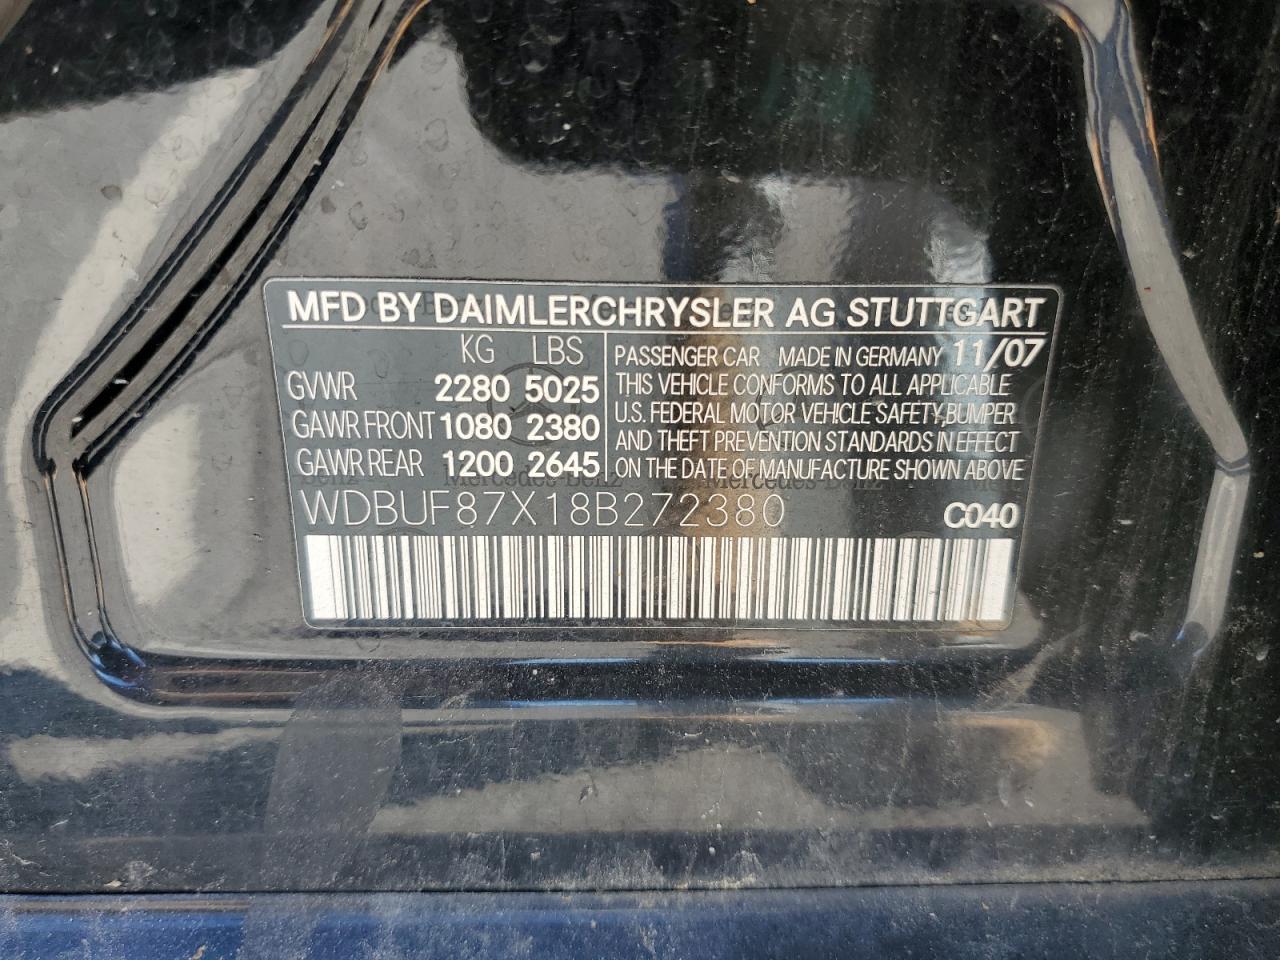 MFD BY DAIMLERCHRYSLER AG STUTTGART
KG LBS
GVWR 2280 5025
GAWR FRONT 1080 2380
GAWR REAR 1200 2645
PASSENGER CAR MADE IN GERMANY 11/07
THIS VEHICLE CONFORMS TO ALL APPLICABLE
U.S. FEDERAL MOTOR VEHICLE SAFETY,BUMPER
AND THEFT PREVENTION STANDARDS IN EFFECT
ON THE DATE OF MANUFACTURE SHOWN ABOVE
Mercedes-Benz
WDBUF87X18B272380 C040